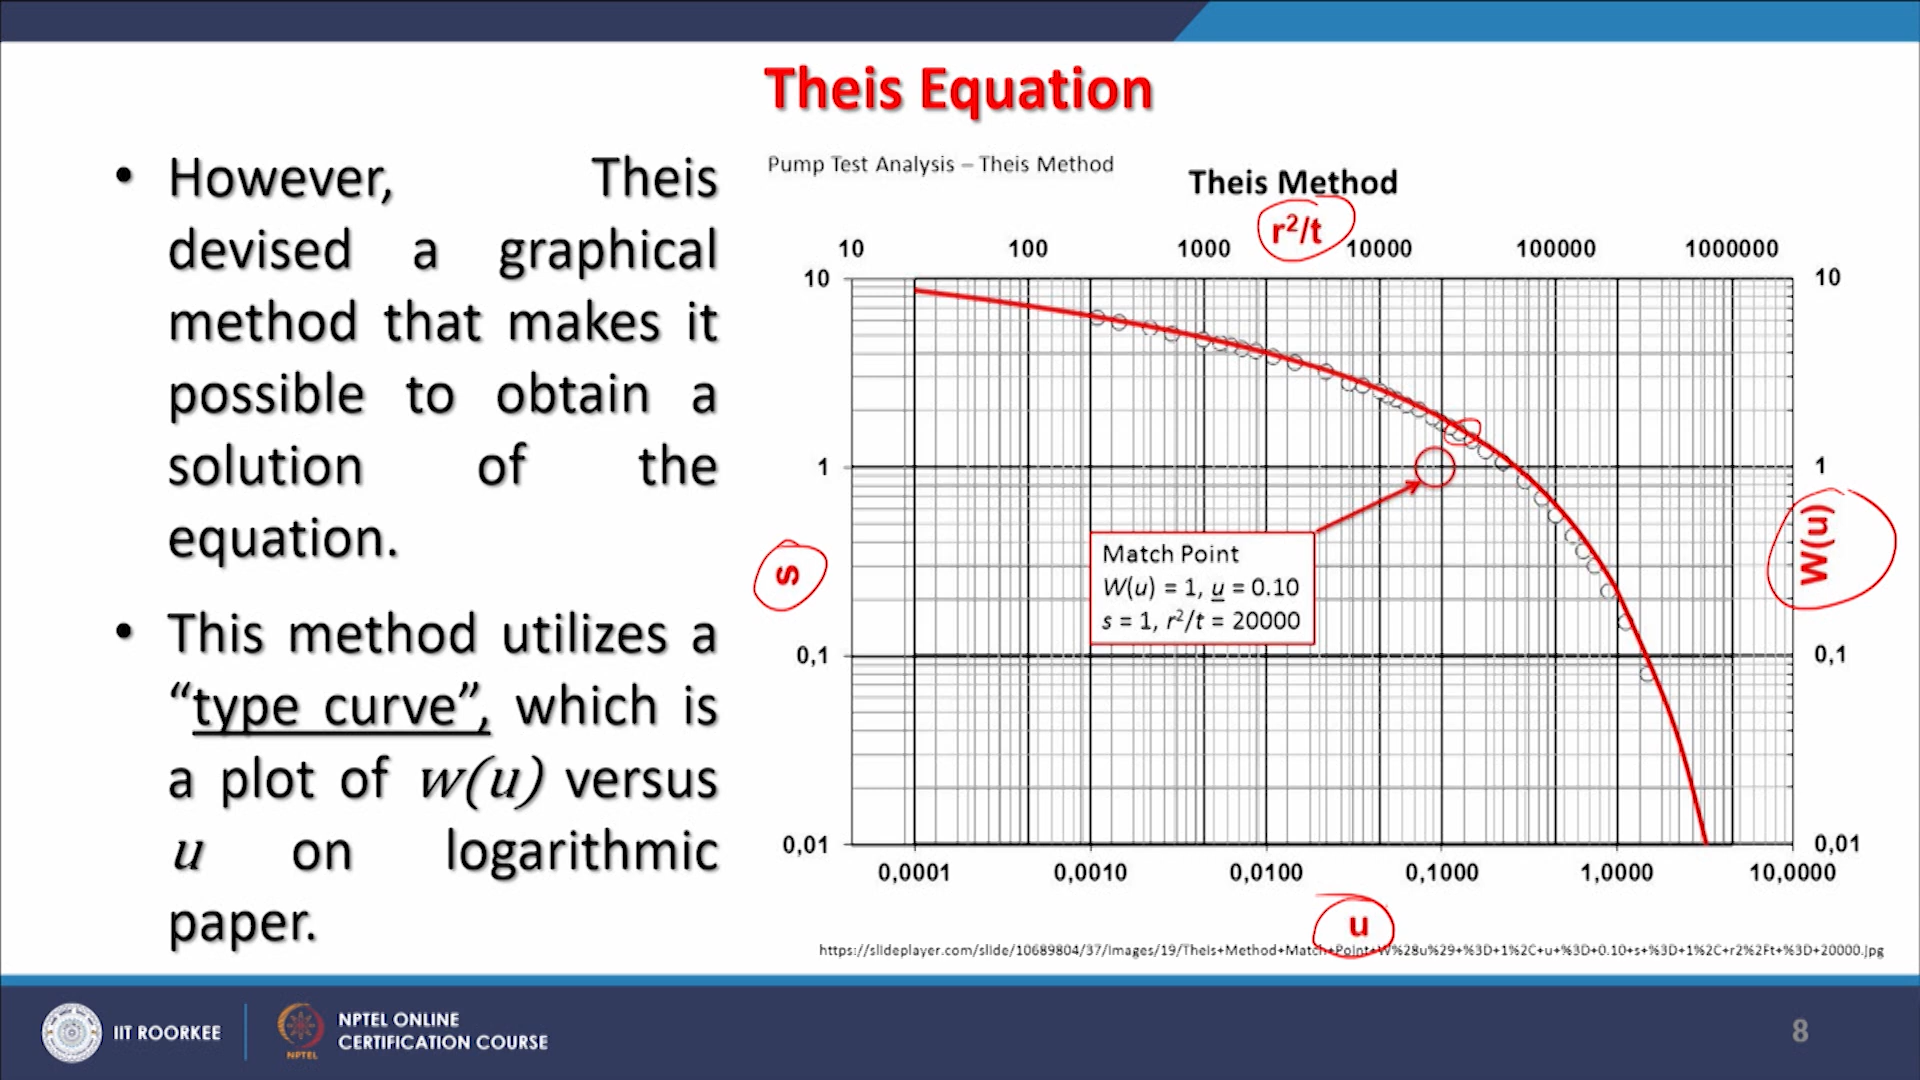 Theis Equation
• However, Theis
devised a graphical
method that makes it
possible to obtain a
solution of the
equation.
• This method utilizes a
“type curve”, which is
a plot of w(u) versus
u on logarithmic
paper.
Pump Test Analysis – Theis Method
Theis Method
r²/t
10 100 1000 10000 100000 1000000
10 10
1 1
0,1 0,1
0,01 0,01
s
W(u)
Match Point
W(u) = 1, u = 0.10
s = 1, r²/t = 20000
0,0001 0,0010 0,0100 0,1000 1,0000 10,0000
u
https://slideplayer.com/slide/10689804/37/images/19/Theis+Method+Match+Point+W%28u%29+%3D+1%2C+u+%3D+0.10+s+%3D+1%2C+r2%2Ft+%3D+20000.jpg
IIT ROORKEE
NPTEL
NPTEL ONLINE
CERTIFICATION COURSE
8